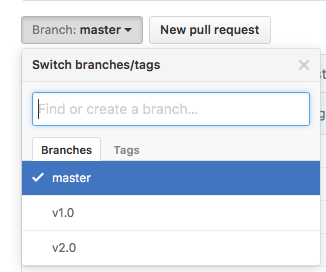 Branch: master
New pull request
Switch branches/tags
Find or create a branch...
Branches
Tags
master
v1.0
v2.0